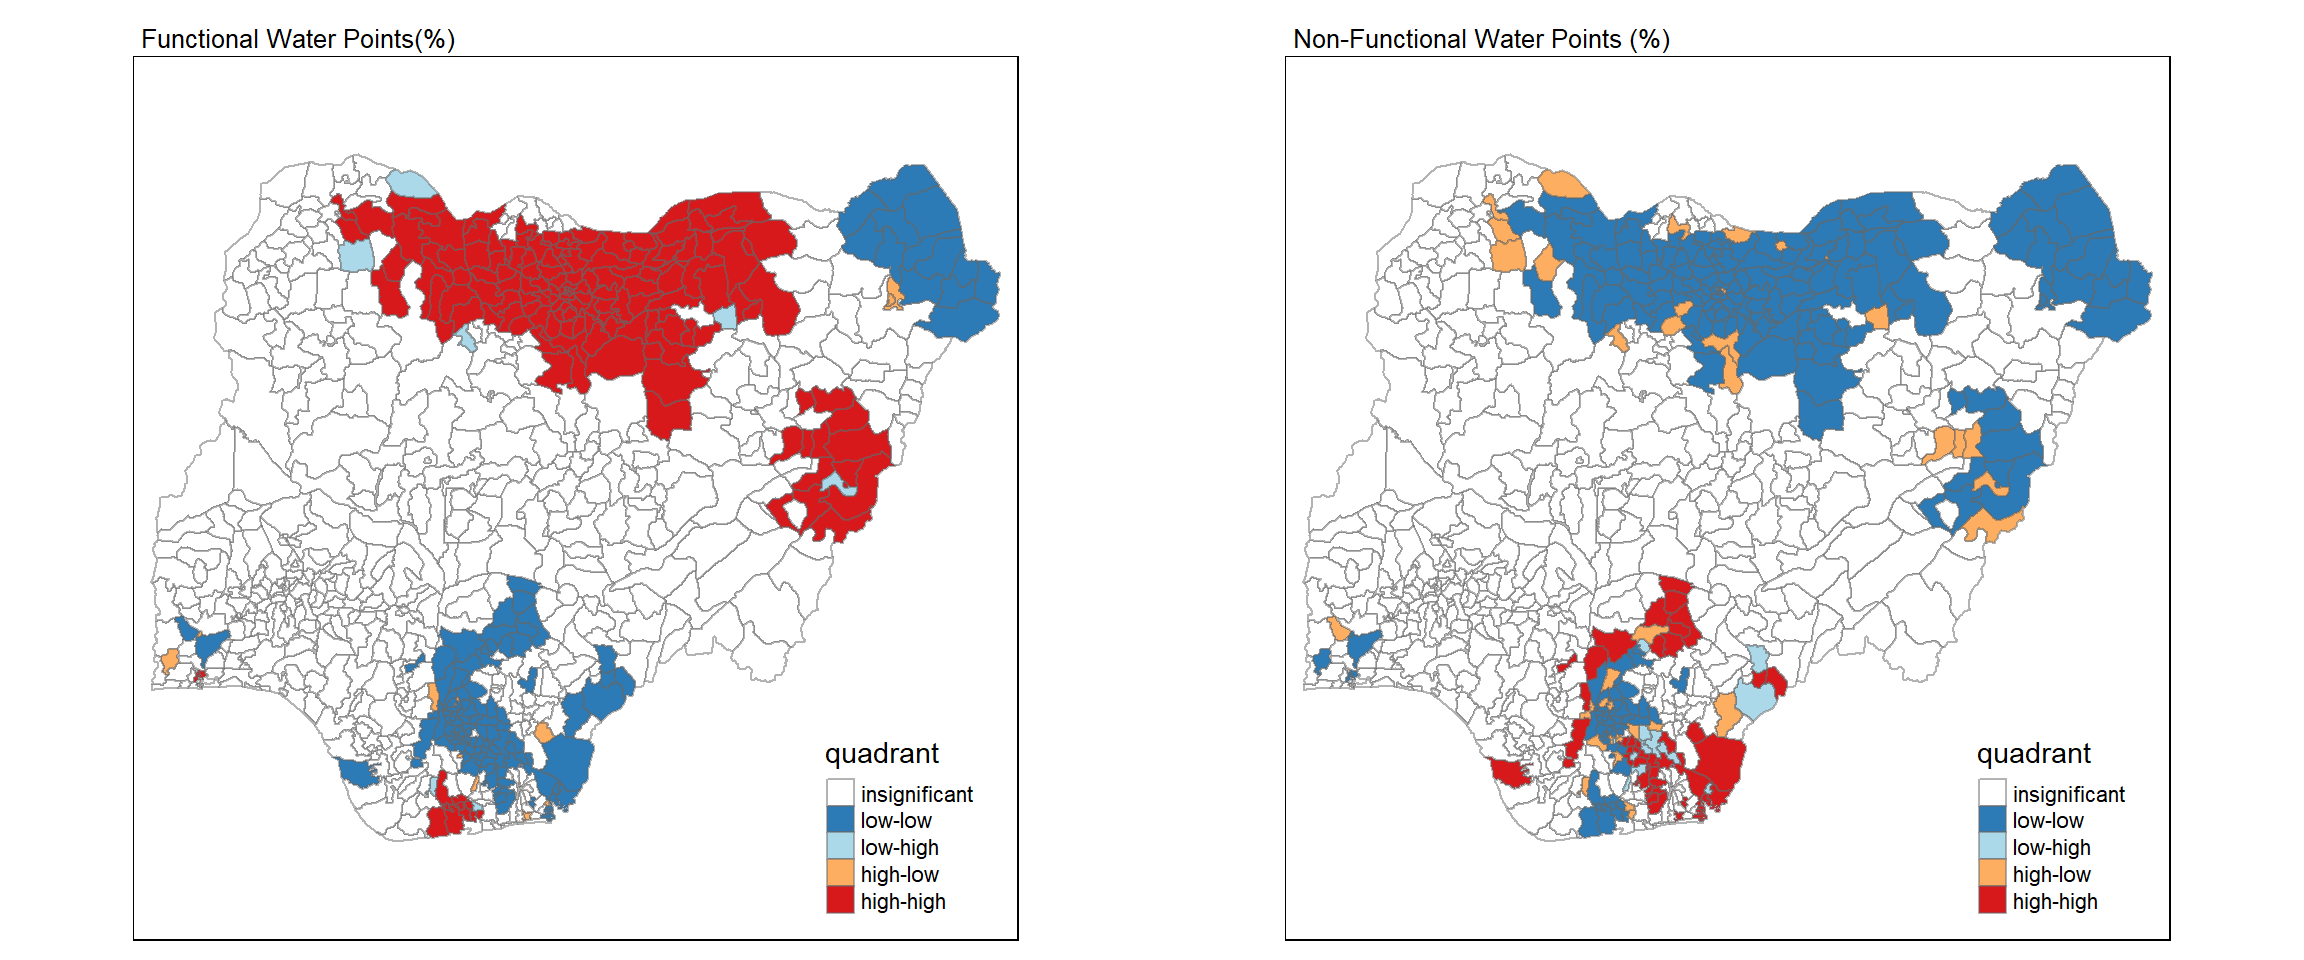 Functional Water Points(%)
quadrant
insignificant
low-low
low-high
high-low
high-high
Non-Functional Water Points (%)
quadrant
insignificant
low-low
low-high
high-low
high-high